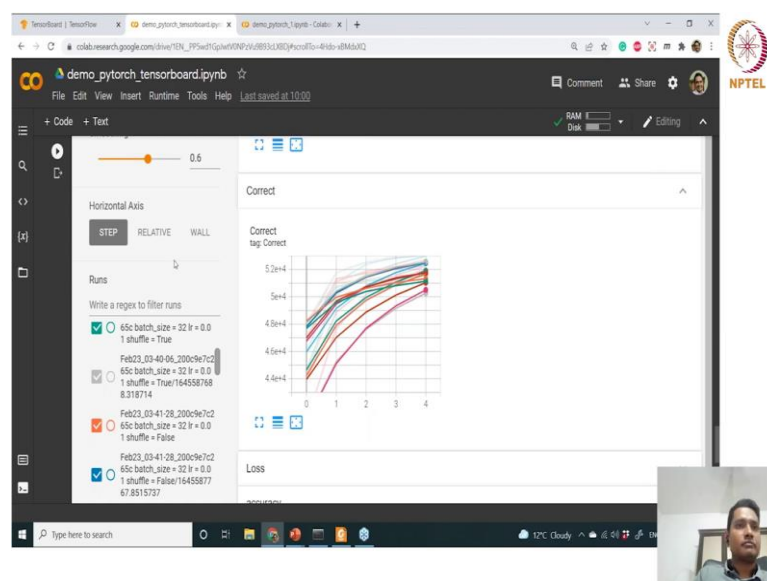 TensorBoard | TensorFlow
demo_pytorch_tensorboard.ipynb
demo_pytorch_1.ipynb - Colabo
demo_pytorch_tensorboard.ipynb
File Edit View Insert Runtime Tools Help Last saved at 10:00
Comment Share
NPTEL
+ Code + Text
RAM
Disk
Editing
0.6
Horizontal Axis
STEP RELATIVE WALL
Runs
Write a regex to filter runs
65c batch_size = 32 lr = 0.0
1 shuffle = True
Feb23_03-40-06_200c9e7c2
65c batch_size = 32 lr = 0.0
1 shuffle = True/164558768
8.318714
Feb23_03-41-28_200c9e7c2
65c batch_size = 32 lr = 0.0
1 shuffle = False
Feb23_03-41-28_200c9e7c2
65c batch_size = 32 lr = 0.0
1 shuffle = False/16455877
67.8515737
Correct
Correct
tag: Correct
5.2e+4
5e+4
4.8e+4
4.6e+4
4.4e+4
0 1 2 3 4
Loss
Type here to search
12°C Cloudy